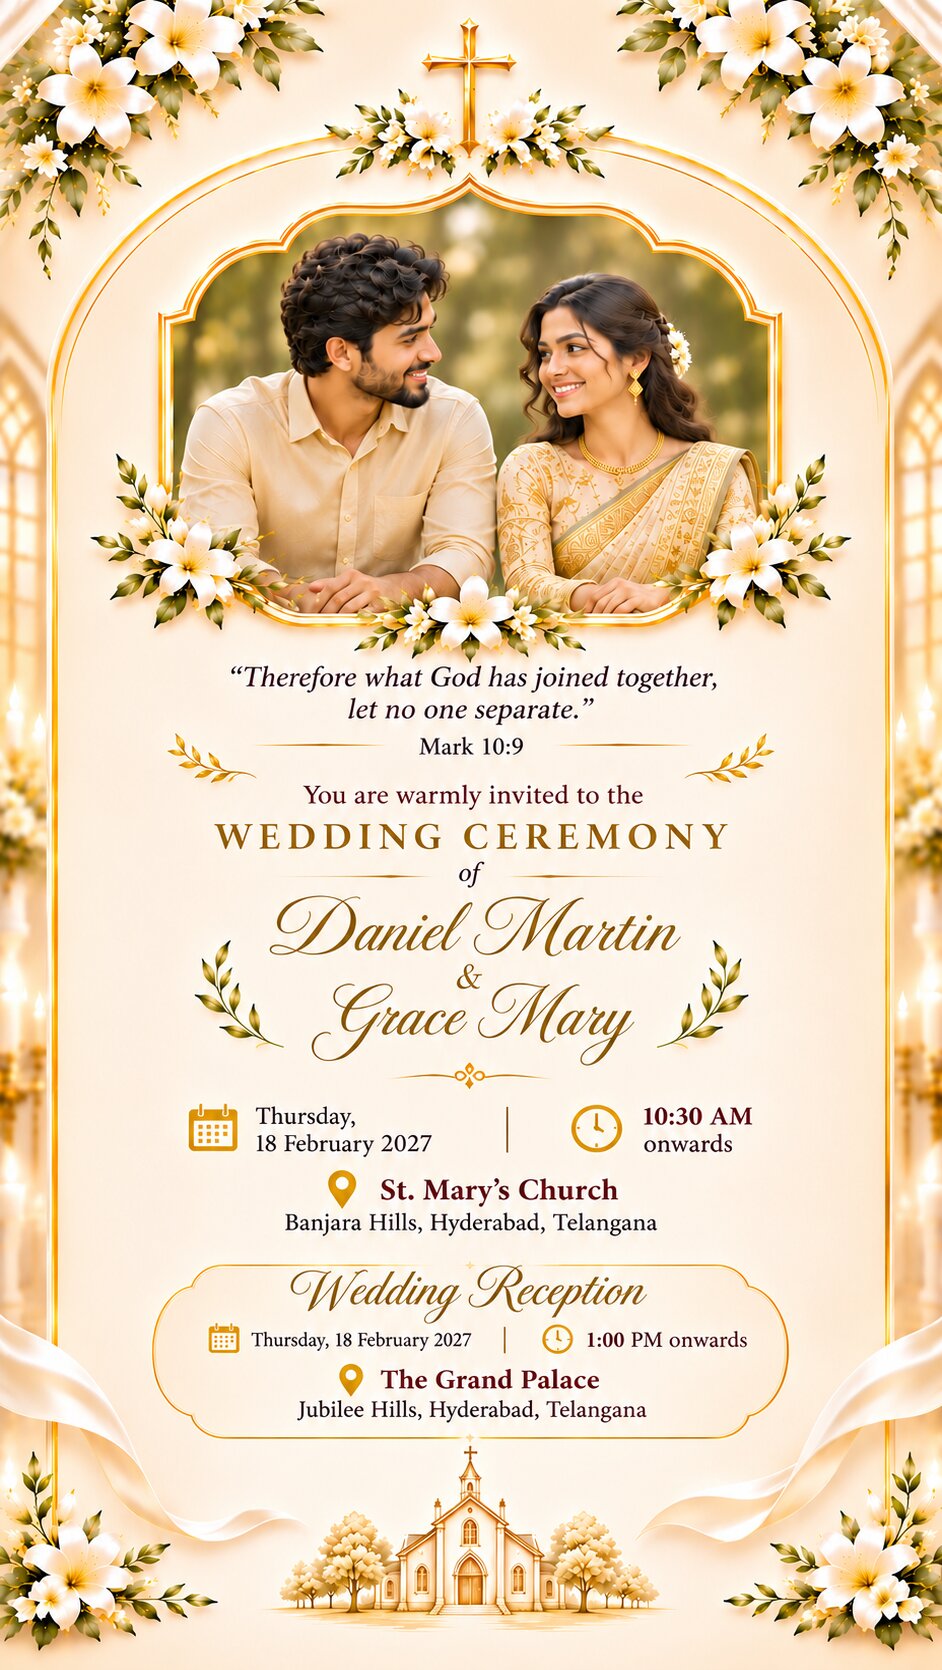 “Therefore what God has joined together,
let no one separate.”
Mark 10:9
You are warmly invited to the
WEDDING CEREMONY
of
Daniel Martin
&
Grace Mary
Thursday,
18 February 2027
10:30 AM
onwards
St. Mary’s Church
Banjara Hills, Hyderabad, Telangana
Wedding Reception
Thursday, 18 February 2027
1:00 PM onwards
The Grand Palace
Jubilee Hills, Hyderabad, Telangana